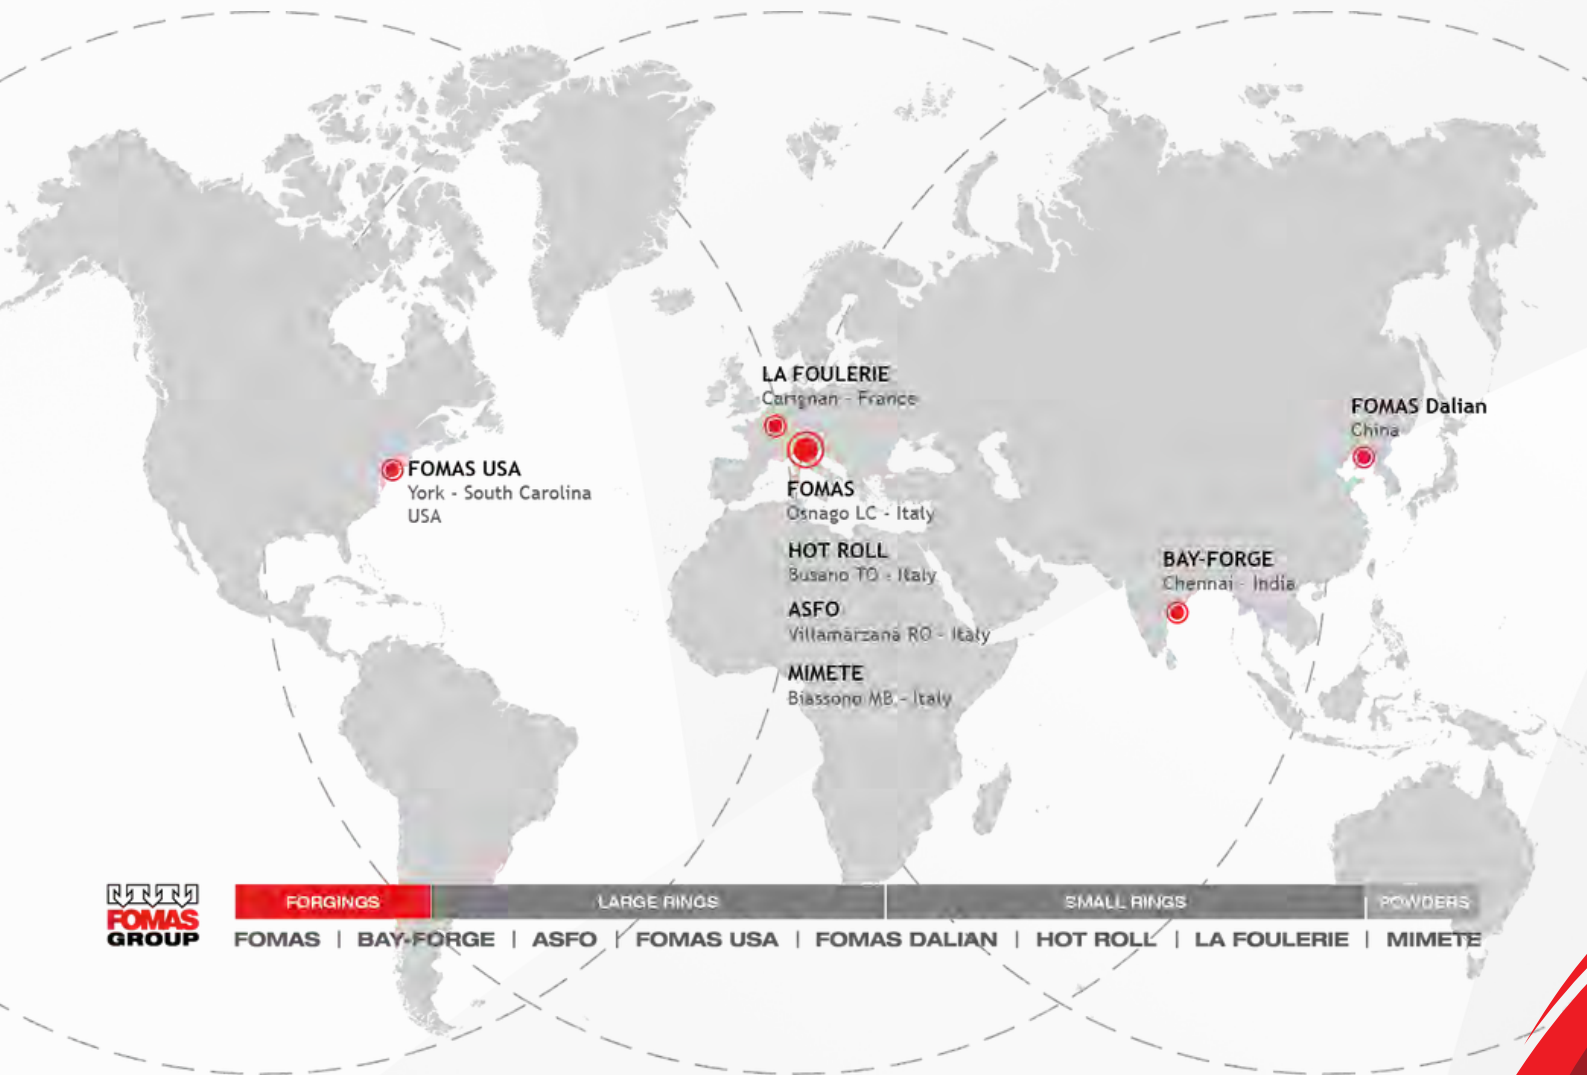 LA FOULERIE
Carignan - France
FOMAS Dalian
China
FOMAS USA
York - South Carolina
USA
FOMAS
Osnago LC - Italy
HOT ROLL
Busano TO - Italy
BAY-FORGE
Chennai - India
ASFO
Villamarzana RO - Italy
MIMETE
Biassono MB - Italy
FOMAS
GROUP
FORGINGS
LARGE RINGS
SMALL RINGS
POWDERS
FOMAS | BAY-FORGE | ASFO | FOMAS USA | FOMAS DALIAN | HOT ROLL | LA FOULERIE | MIMETE